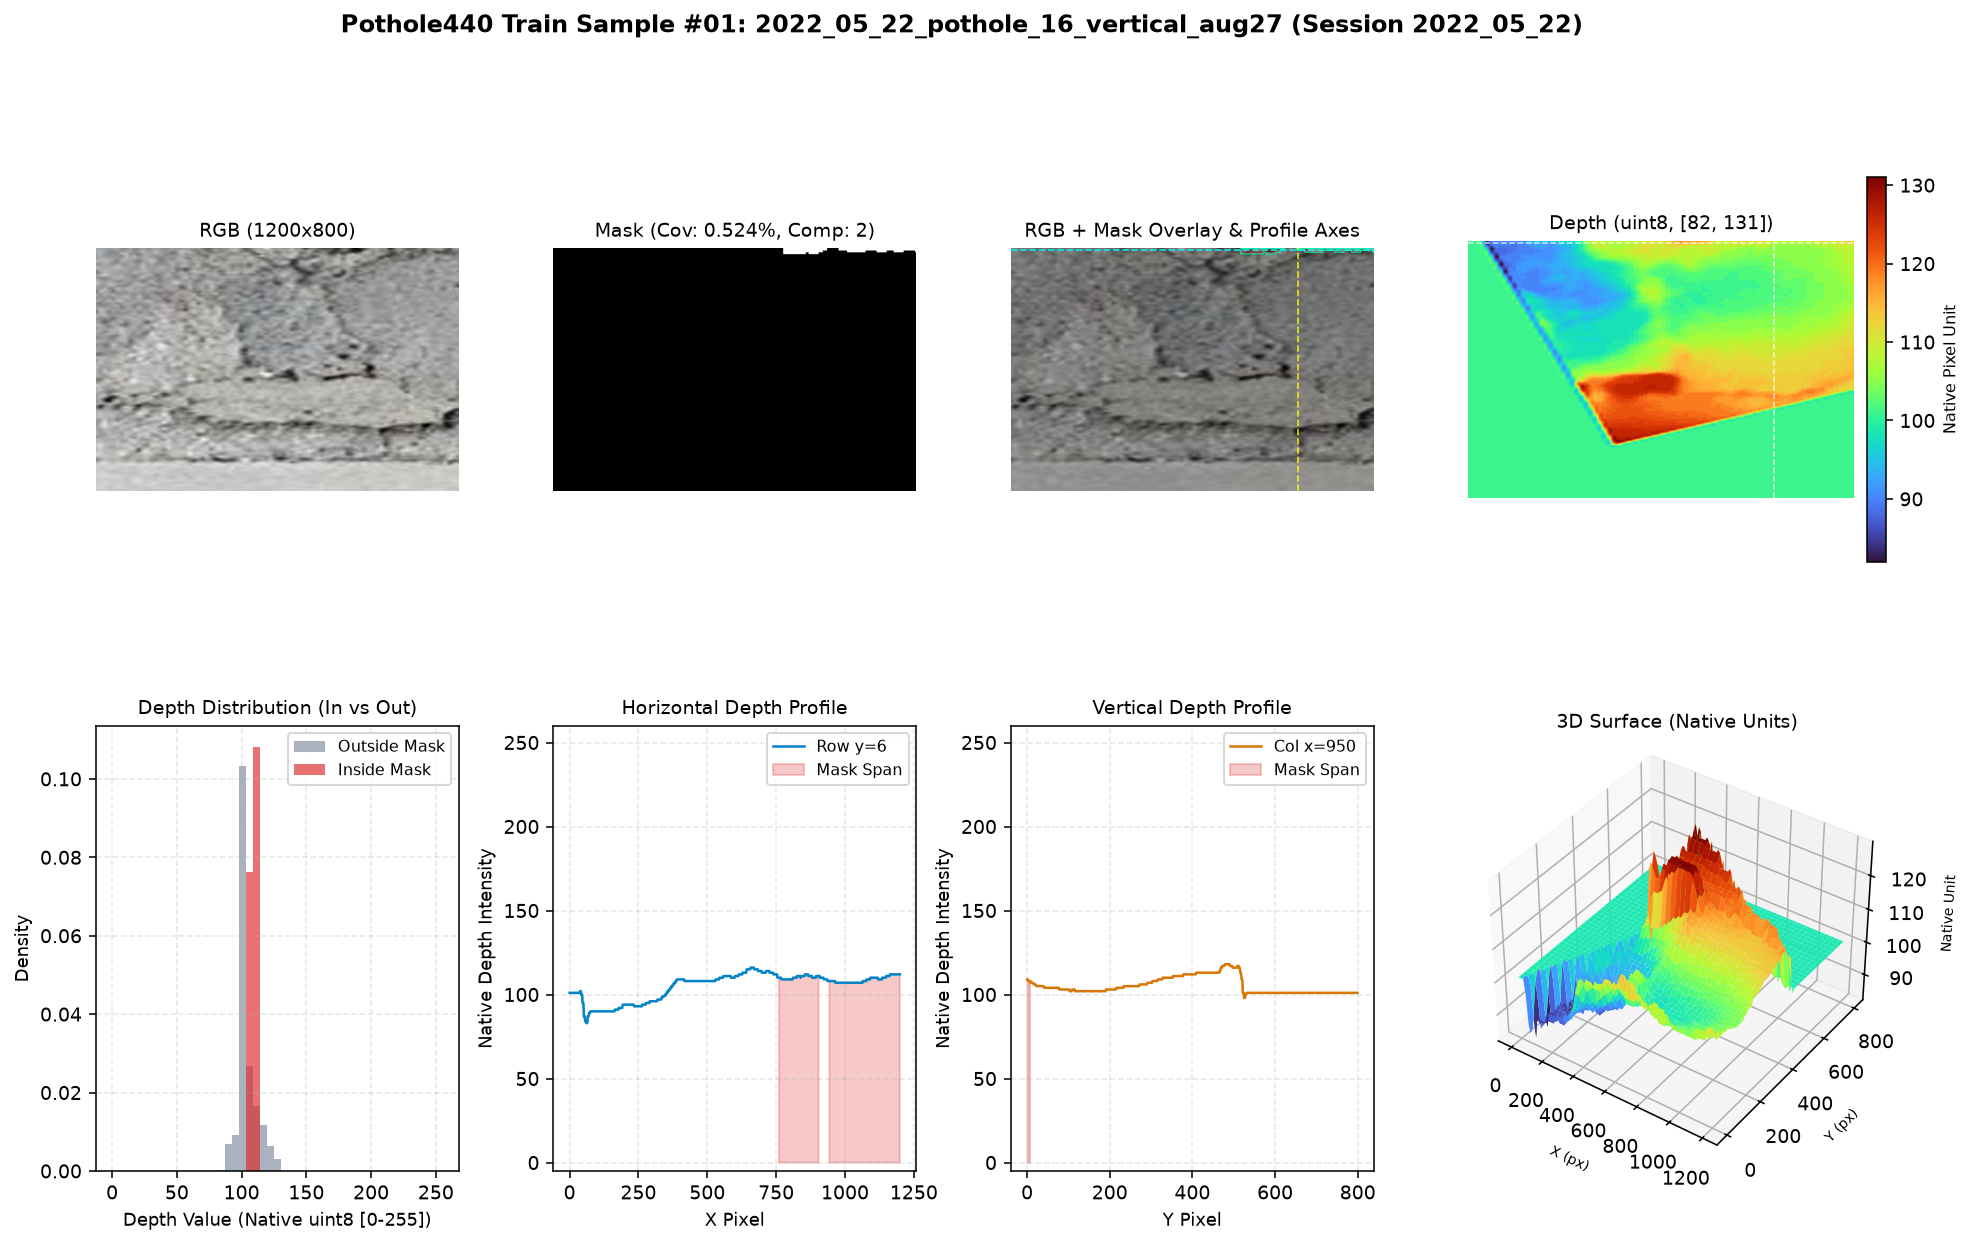 Pothole440 Train Sample #01: 2022_05_22_pothole_16_vertical_aug27 (Session 2022_05_22)
RGB (1200x800)
Mask (Cov: 0.524%, Comp: 2)
RGB + Mask Overlay & Profile Axes
Depth (uint8, [82, 131])
130
120
110
100
90
Native Pixel Unit
Depth Distribution (In vs Out)
Outside Mask
Inside Mask
0.10
0.08
0.06
0.04
0.02
0.00
Density
0 50 100 150 200 250
Depth Value (Native uint8 [0-255])
Horizontal Depth Profile
Row y=6
Mask Span
250
200
150
100
50
0
Native Depth Intensity
0 250 500 750 1000 1250
X Pixel
Vertical Depth Profile
Col x=950
Mask Span
250
200
150
100
50
0
Native Depth Intensity
0 200 400 600 800
Y Pixel
3D Surface (Native Units)
120
110
100
90
Native Unit
0 200 400 600 800 1000 1200
X (px)
0 200 400 600 800
Y (px)